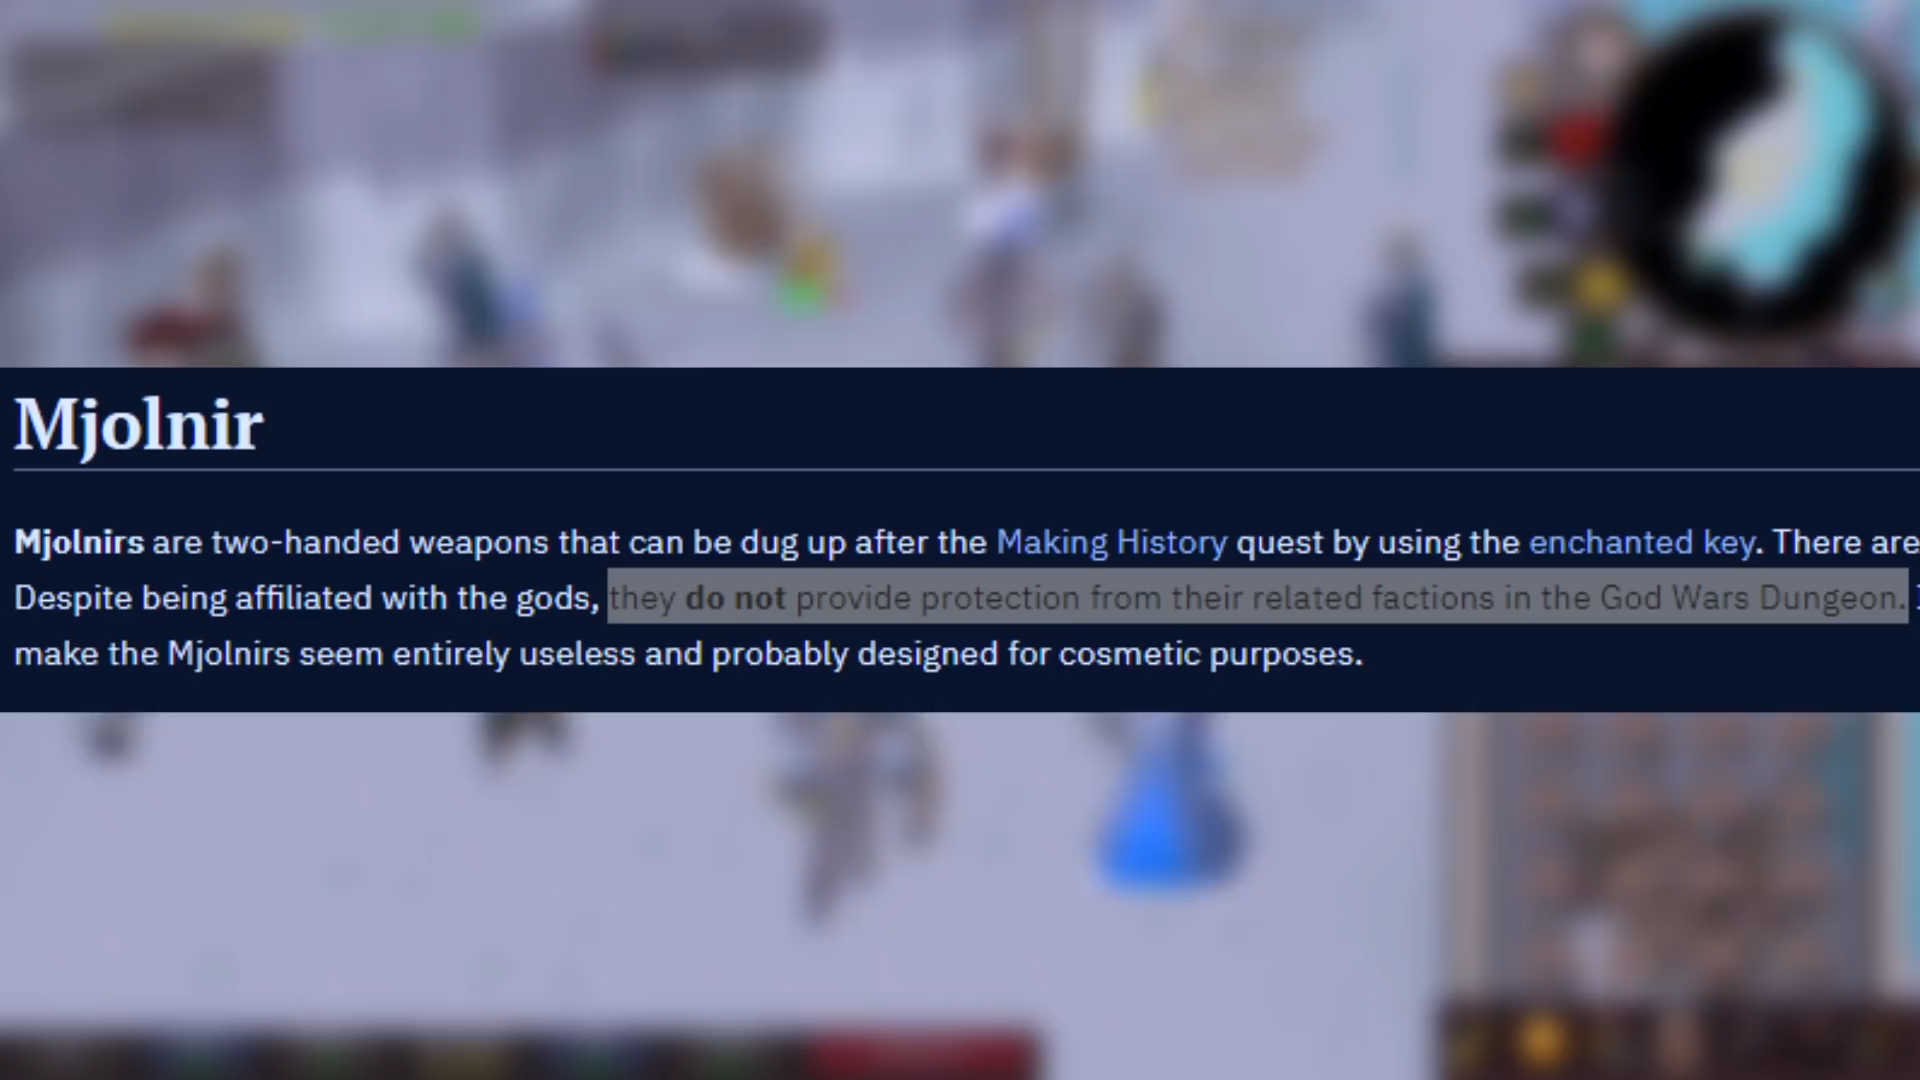 Mjolnir
Mjolnirs are two-handed weapons that can be dug up after the Making History quest by using the enchanted key. There are
Despite being affiliated with the gods, they do not provide protection from their related factions in the God Wars Dungeon.
make the Mjolnirs seem entirely useless and probably designed for cosmetic purposes.